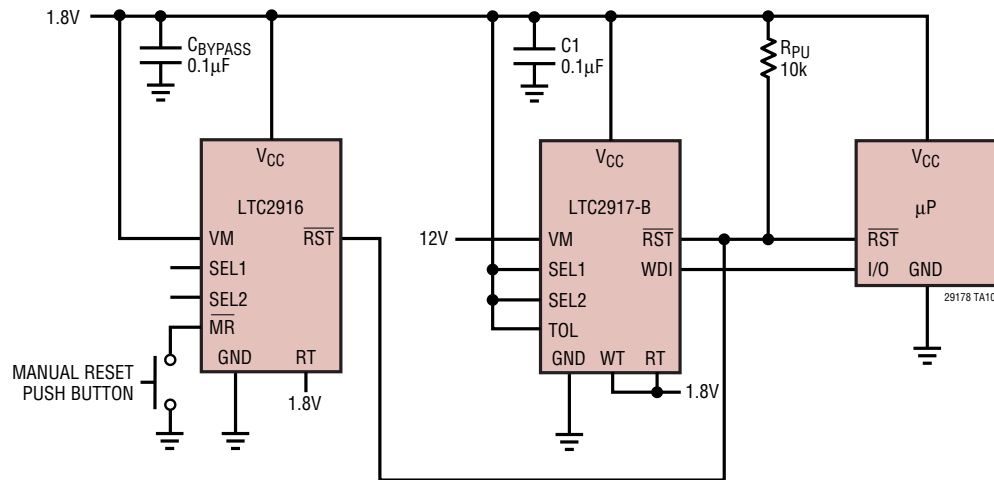 1.8V
CBYPASS
0.1µF
C1
0.1µF
RPU
10k
VCC
LTC2916
VM
RST
SEL1
SEL2
MR
GND
RT
1.8V
MANUAL RESET
PUSH BUTTON
12V
VCC
LTC2917-B
VM
RST
SEL1
WDI
SEL2
TOL
GND
WT
RT
1.8V
VCC
µP
RST
I/O
GND
29178 TA10